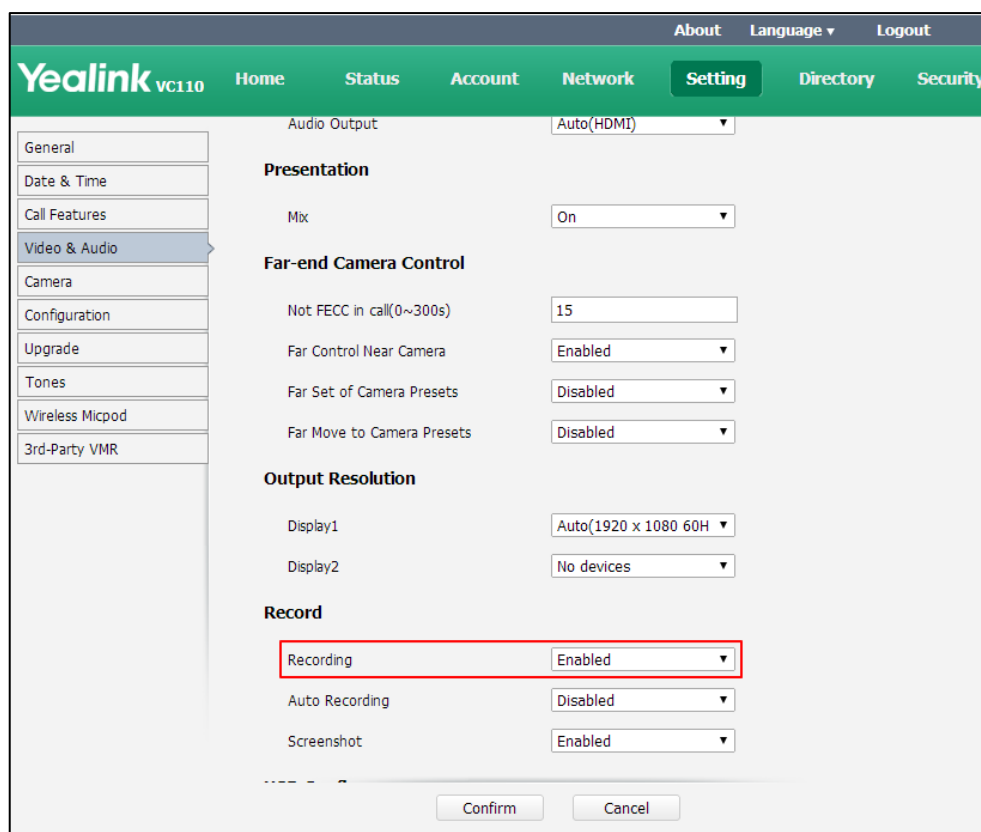 About Language ▾ Logout
Yealink VC110 Home Status Account Network Setting Directory Security
General
Date & Time
Call Features
Video & Audio
Camera
Configuration
Upgrade
Tones
Wireless Micpod
3rd-Party VMR
Audio Output Auto(HDMI)
Presentation
Mix On
Far-end Camera Control
Not FECC in call(0~300s) 15
Far Control Near Camera Enabled
Far Set of Camera Presets Disabled
Far Move to Camera Presets Disabled
Output Resolution
Display1 Auto(1920 x 1080 60H
Display2 No devices
Record
Recording Enabled
Auto Recording Disabled
Screenshot Enabled
Confirm Cancel